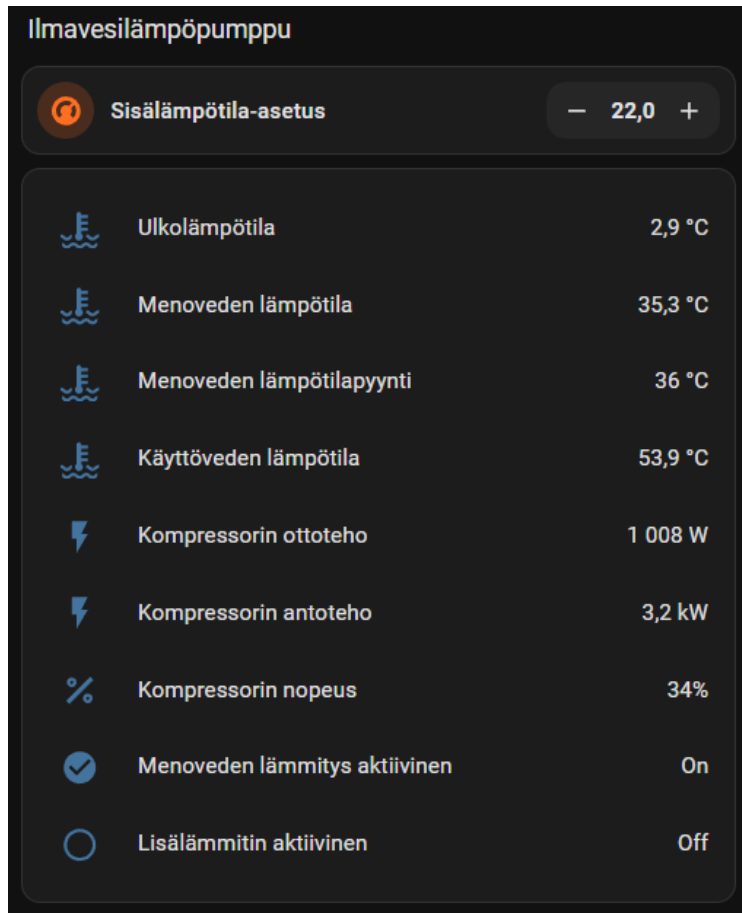 Ilmavesilämpöpumppu
Sisälämpötila-asetus − 22,0 +
Ulkolämpötila 2,9 °C
Menoveden lämpötila 35,3 °C
Menoveden lämpötilapyynti 36 °C
Käyttöveden lämpötila 53,9 °C
Kompressorin ottoteho 1 008 W
Kompressorin antoteho 3,2 kW
Kompressorin nopeus 34%
Menoveden lämmitys aktiivinen On
Lisälämmitin aktiivinen Off